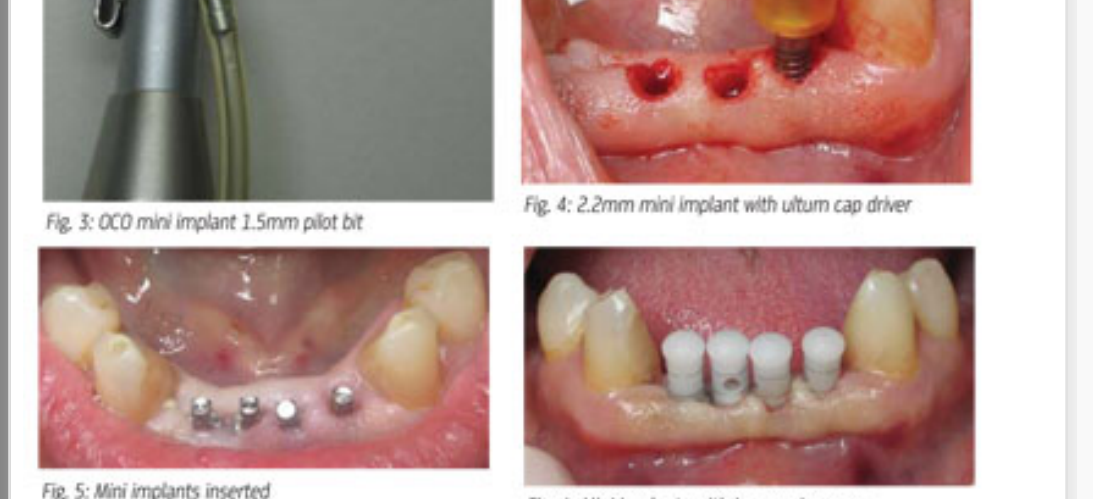 Fig. 3: OCO mini implant 1.5mm pilot bit
Fig. 4: 2.2mm mini implant with ultum cap driver
Fig. 5: Mini implants inserted